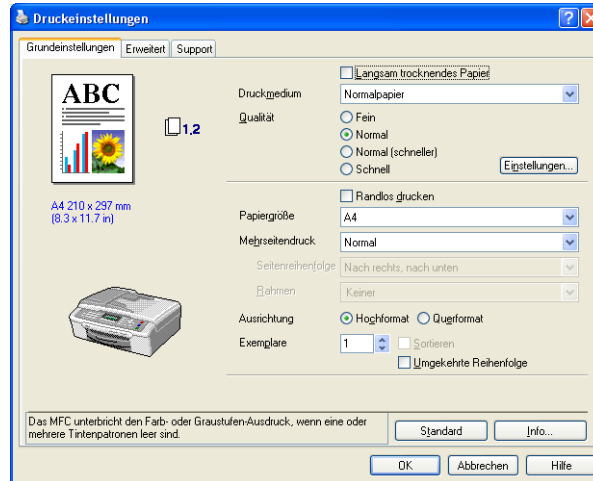 Druckeinstellungen
Grundeinstellungen Erweitert Support
Langsam trocknendes Papier
ABC
Druckmedium Normalpapier
1,2
Qualität Fein
Normal
Normal (schneller)
Schnell Einstellungen...
Randlos drucken
A4 210 x 297 mm
(8.3 x 11.7 in)
Papiergröße A4
Mehrseitendruck Normal
Seitenreihenfolge Nach rechts, nach unten
Rahmen Keiner
Ausrichtung Hochformat Querformat
Exemplare 1 Sortieren
Umgekehrte Reihenfolge
Das MFC unterbricht den Farb- oder Graustufen-Ausdruck, wenn eine oder
mehrere Tintenpatronen leer sind.
Standard Info...
OK Abbrechen Hilfe